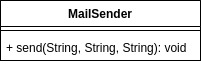 MailSender
+ send(String, String, String): void